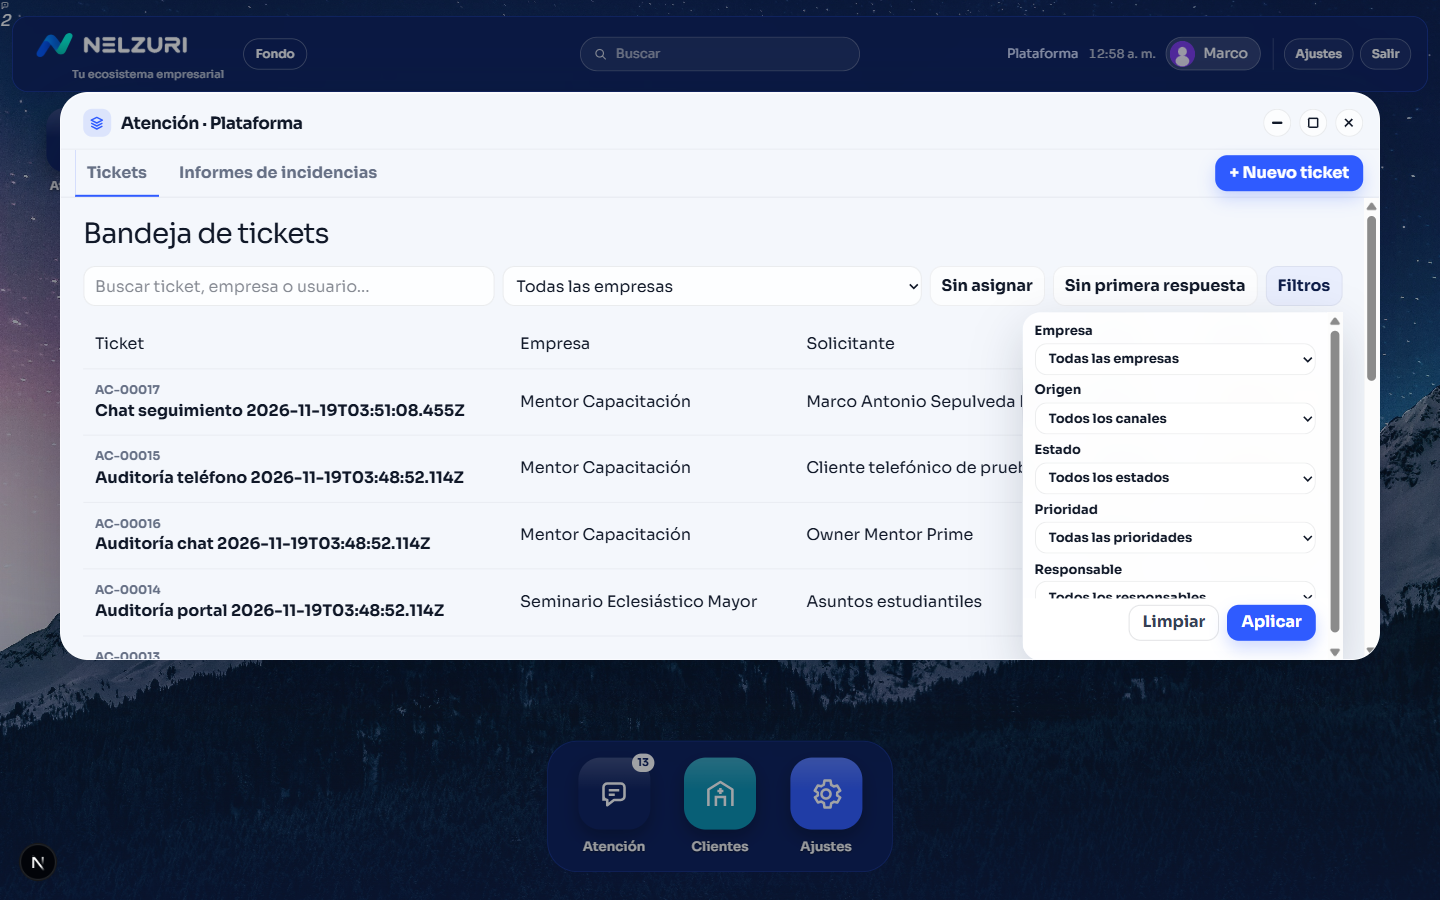 2
NELZURI
Tu ecosistema empresarial
Fondo
Buscar
Plataforma 12:58 a. m. Marco Ajustes Salir
Atención · Plataforma
Tickets Informes de incidencias + Nuevo ticket
Bandeja de tickets
Buscar ticket, empresa o usuario... Todas las empresas Sin asignar Sin primera respuesta Filtros
Ticket Empresa Solicitante
AC-00017
Chat seguimiento 2026-11-19T03:51:08.455Z Mentor Capacitación Marco Antonio Sepulveda
AC-00015
Auditoría teléfono 2026-11-19T03:48:52.114Z Mentor Capacitación Cliente telefónico de prueb
AC-00016
Auditoría chat 2026-11-19T03:48:52.114Z Mentor Capacitación Owner Mentor Prime
AC-00014
Auditoría portal 2026-11-19T03:48:52.114Z Seminario Eclesiástico Mayor Asuntos estudiantiles
AC-00013
Empresa
Todas las empresas
Origen
Todos los canales
Estado
Todos los estados
Prioridad
Todas las prioridades
Responsable
Todos los responsables
Limpiar Aplicar
13
Atención Clientes Ajustes
N